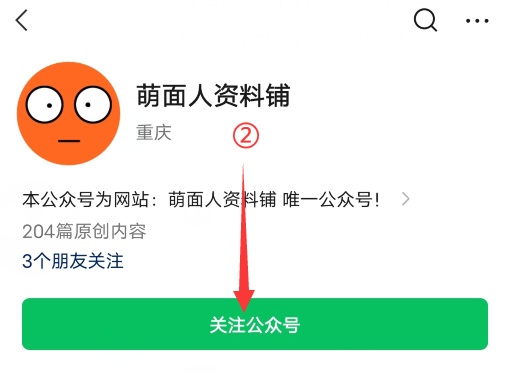 萌面人资料铺
重庆
②
本公众号为网站：萌面人资料铺 唯一公众号！
204篇原创内容
3个朋友关注
关注公众号